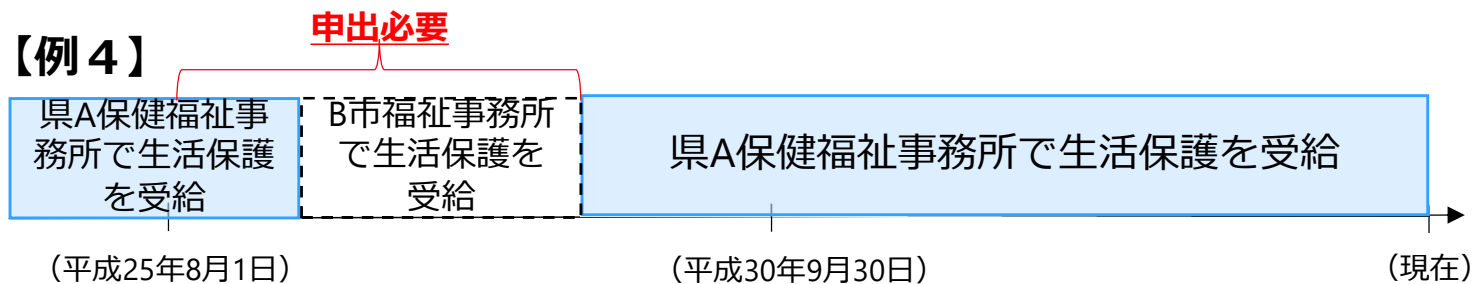 申出必要
【例４】
県A保健福祉事
務所で生活保護
を受給
B市福祉事務所
で生活保護を
受給
県A保健福祉事務所で生活保護を受給
（平成25年8月1日）
（平成30年9月30日）
（現在）